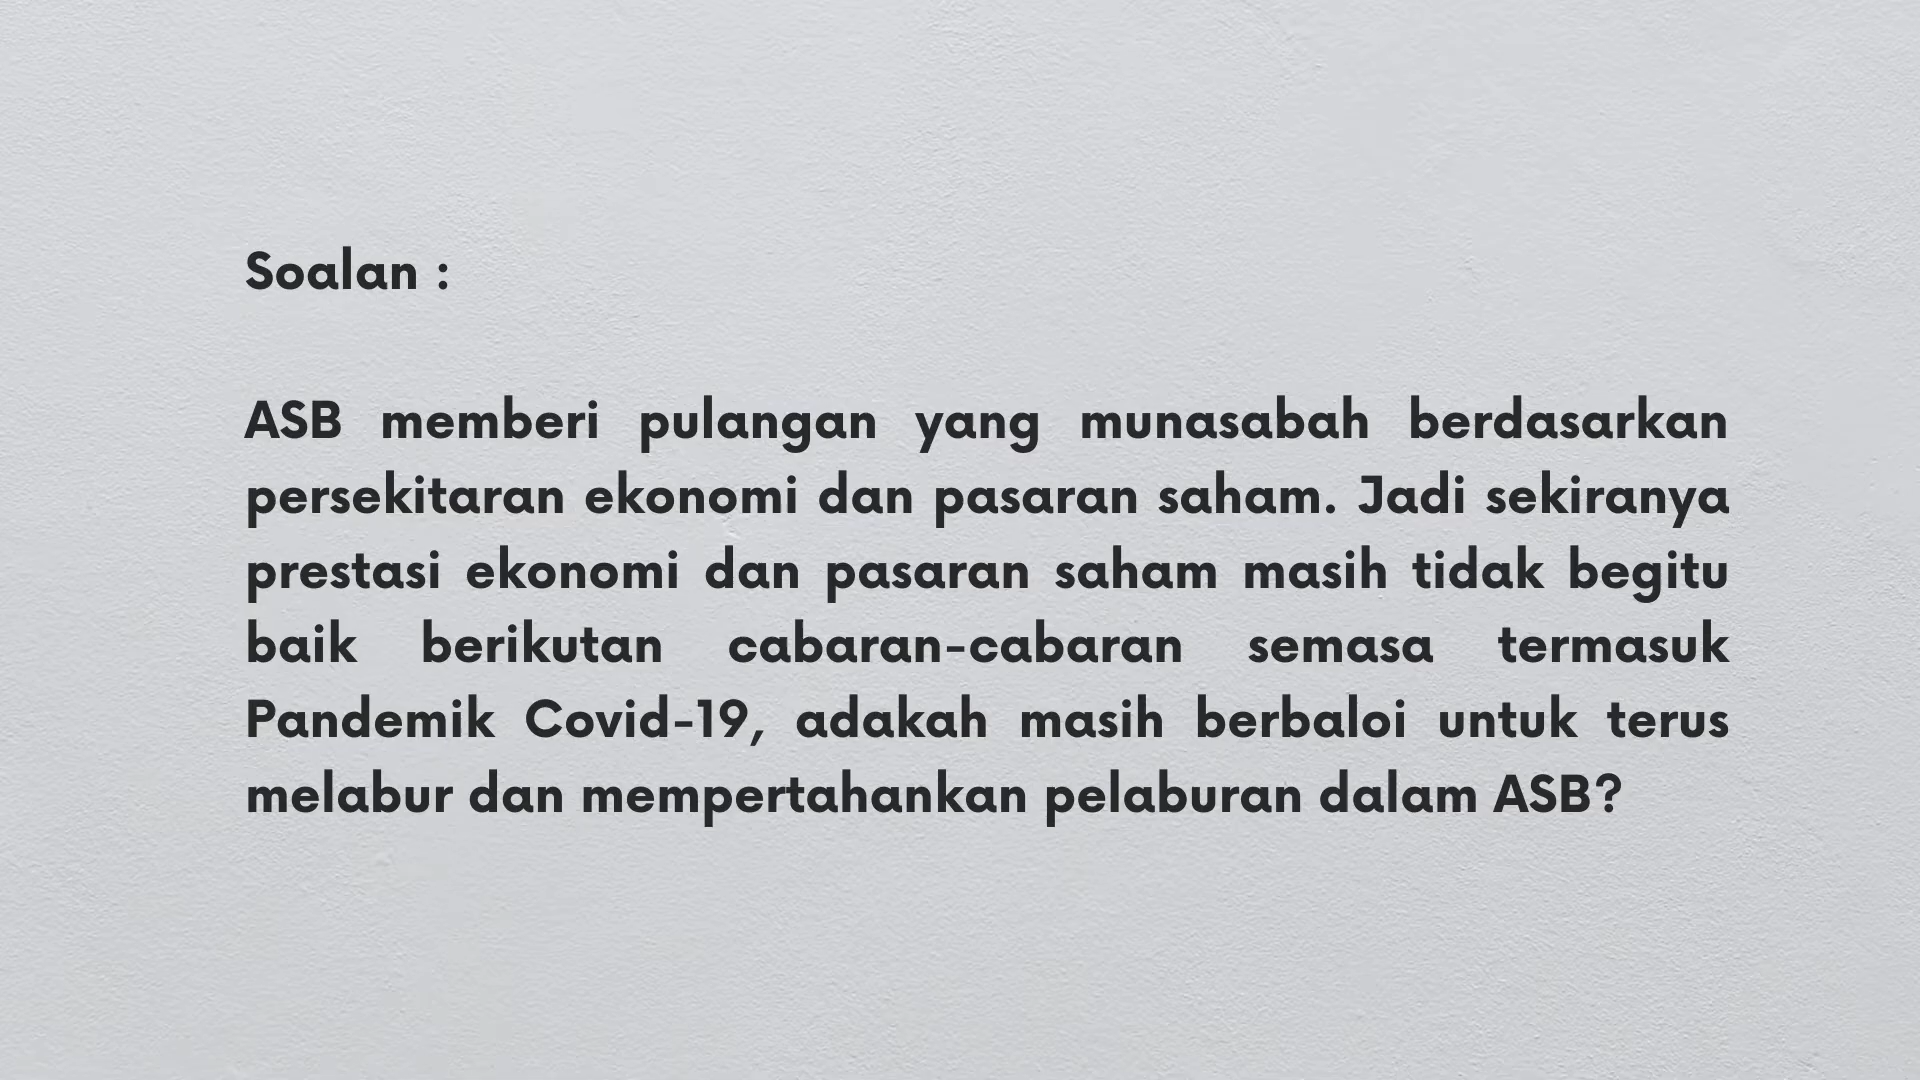 Soalan :
ASB memberi pulangan yang munasabah berdasarkan
persekitaran ekonomi dan pasaran saham. Jadi sekiranya
prestasi ekonomi dan pasaran saham masih tidak begitu
baik berikutan cabaran-cabaran semasa termasuk
Pandemik Covid-19, adakah masih berbaloi untuk terus
melabur dan mempertahankan pelaburan dalam ASB?